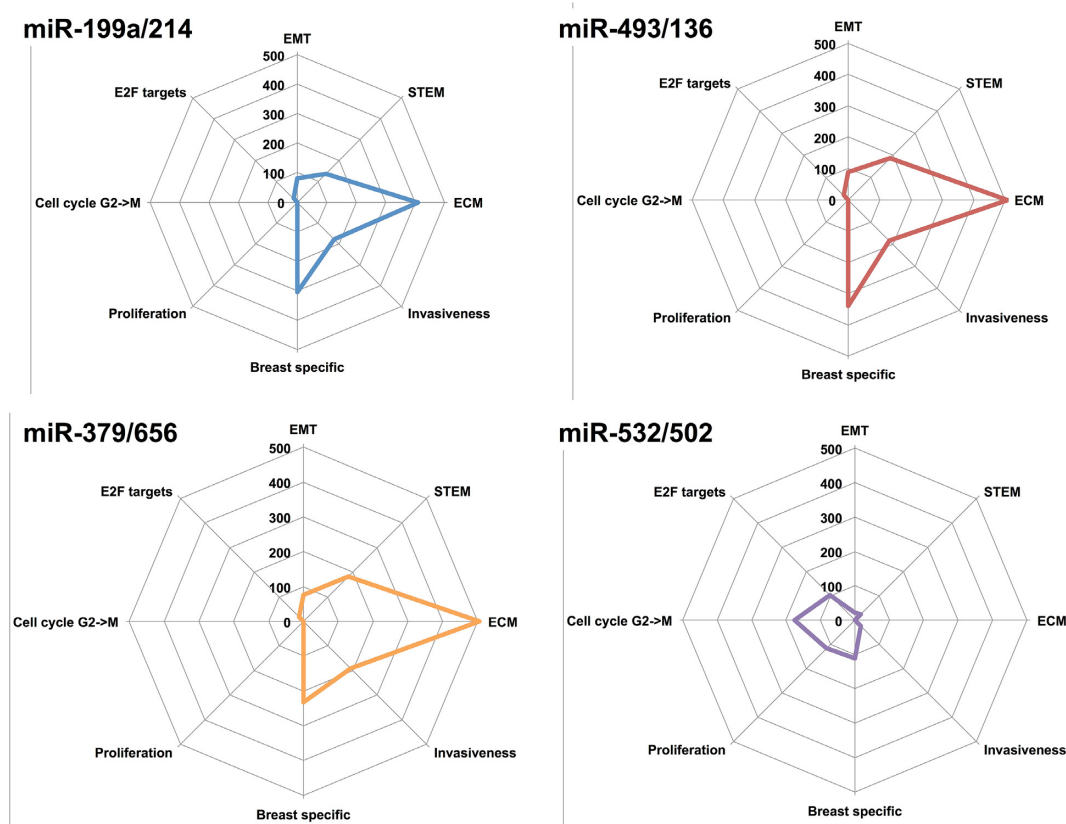 miR-199a/214
EMT
500
400
300
200
100
0
STEM
ECM
Invasiveness
Breast specific
Proliferation
Cell cycle G2->M
E2F targets
miR-493/136
EMT
500
400
300
200
100
0
STEM
ECM
Invasiveness
Breast specific
Proliferation
Cell cycle G2->M
E2F targets
miR-379/656
EMT
500
400
300
200
100
0
STEM
ECM
Invasiveness
Breast specific
Proliferation
Cell cycle G2->M
E2F targets
miR-532/502
EMT
500
400
300
200
100
0
STEM
ECM
Invasiveness
Breast specific
Proliferation
Cell cycle G2->M
E2F targets